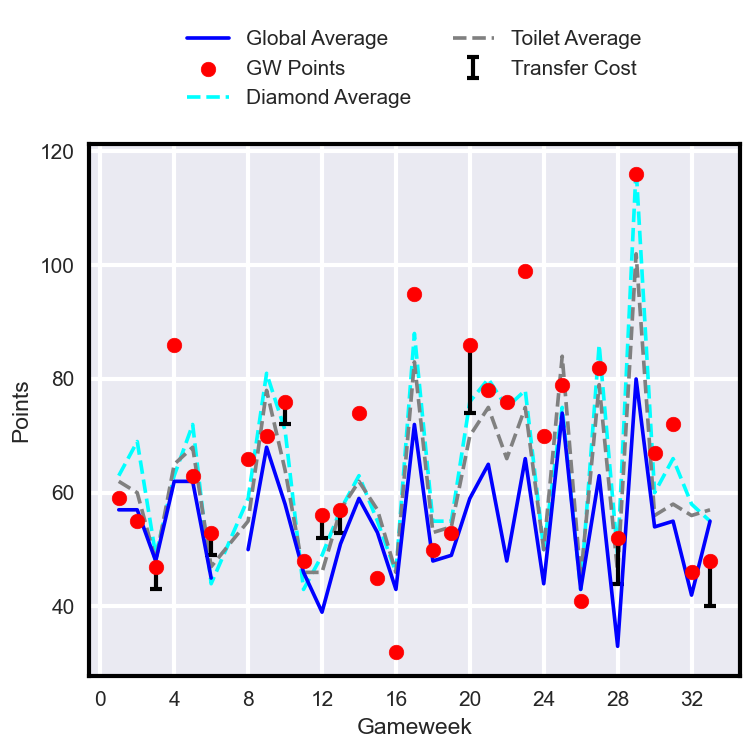 Global Average
GW Points
Diamond Average
Toilet Average
Transfer Cost
120
100
80
60
40
Points
0 4 8 12 16 20 24 28 32
Gameweek